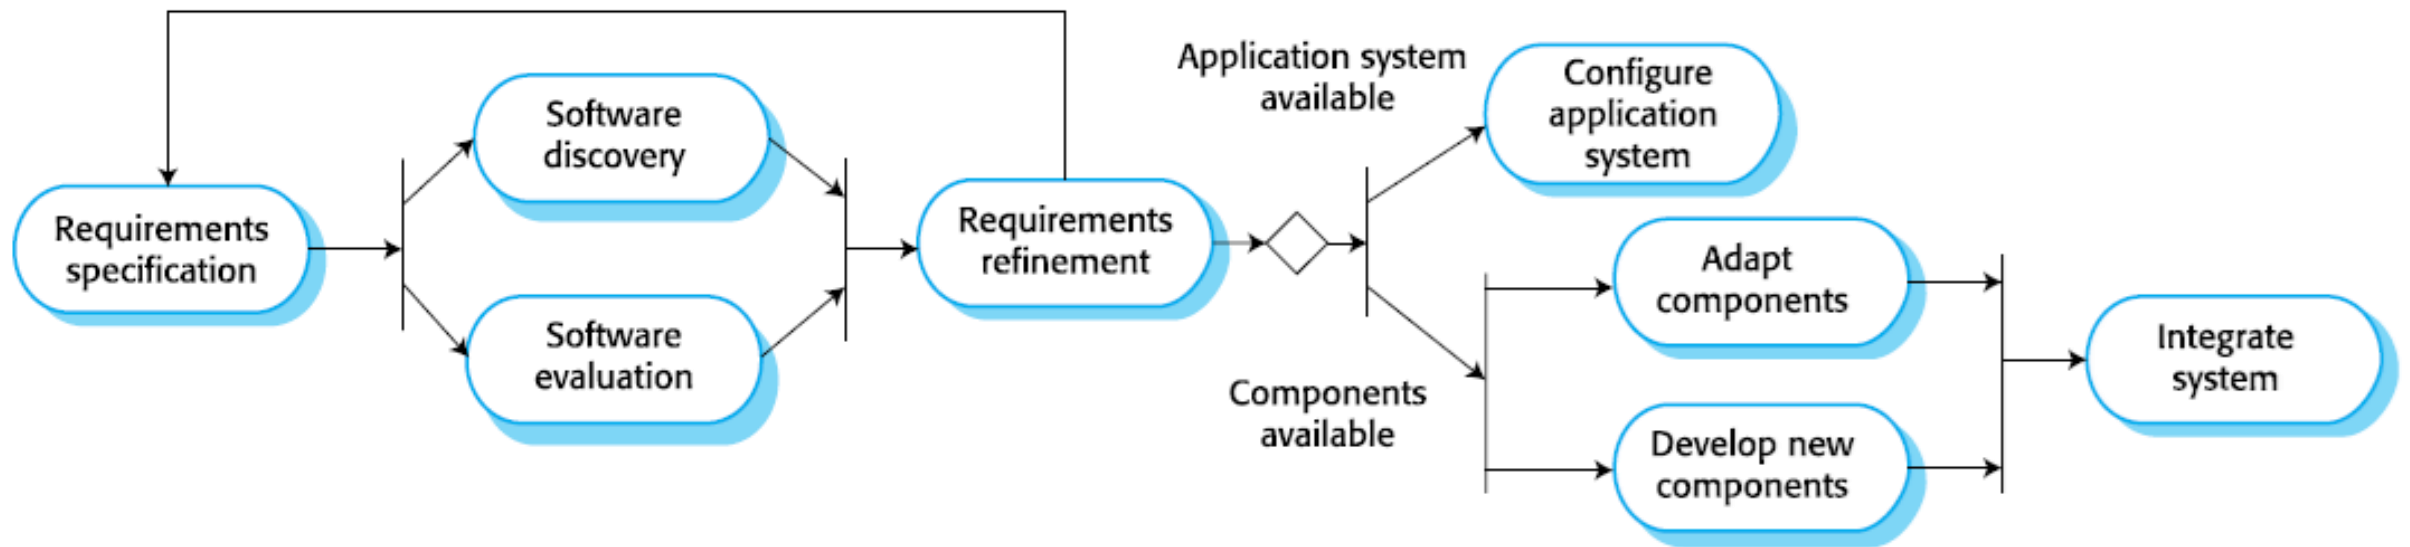 Requirements
specification
Software
discovery
Software
evaluation
Requirements
refinement
Application system
available
Components
available
Configure
application
system
Adapt
components
Develop new
components
Integrate
system